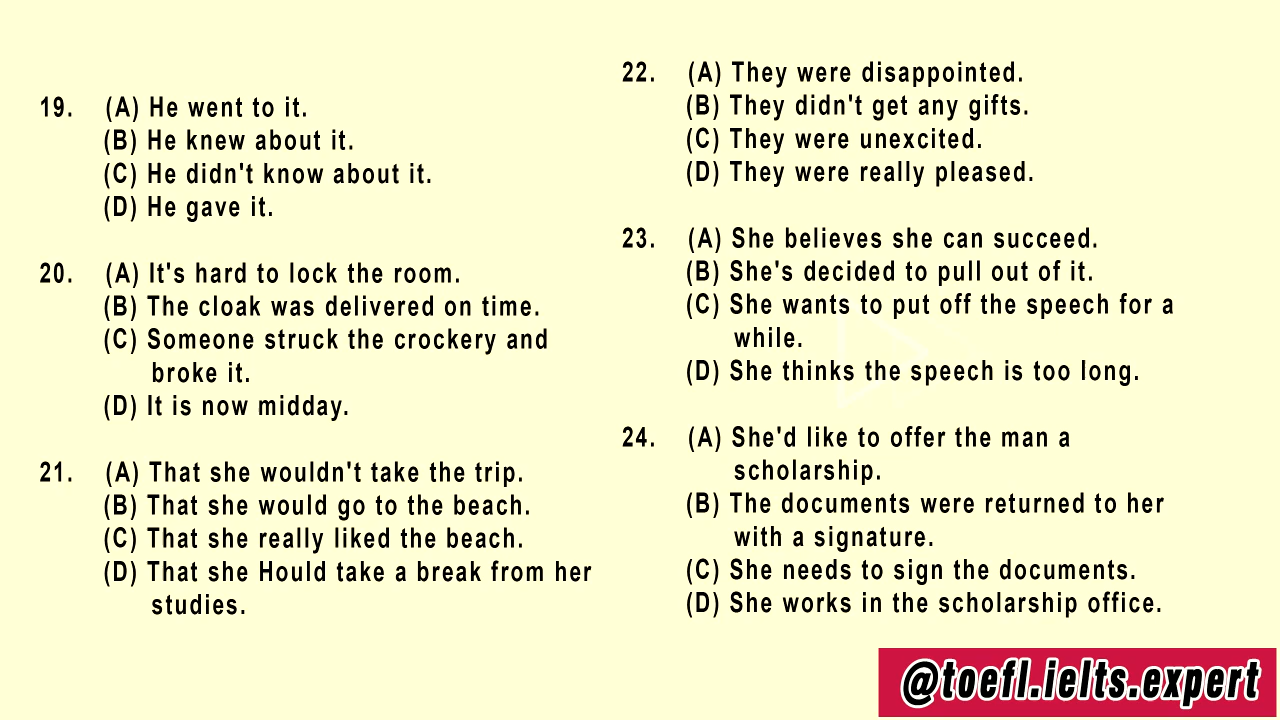 19. (A) He went to it.
(B) He knew about it.
(C) He didn't know about it.
(D) He gave it.
20. (A) It's hard to lock the room.
(B) The cloak was delivered on time.
(C) Someone struck the crockery and
broke it.
(D) It is now midday.
21. (A) That she wouldn't take the trip.
(B) That she would go to the beach.
(C) That she really liked the beach.
(D) That she Hould take a break from her
studies.
22. (A) They were disappointed.
(B) They didn't get any gifts.
(C) They were unexcited.
(D) They were really pleased.
23. (A) She believes she can succeed.
(B) She's decided to pull out of it.
(C) She wants to put off the speech for a
while.
(D) She thinks the speech is too long.
24. (A) She'd like to offer the man a
scholarship.
(B) The documents were returned to her
with a signature.
(C) She needs to sign the documents.
(D) She works in the scholarship office.
@toefl.ielts.expert